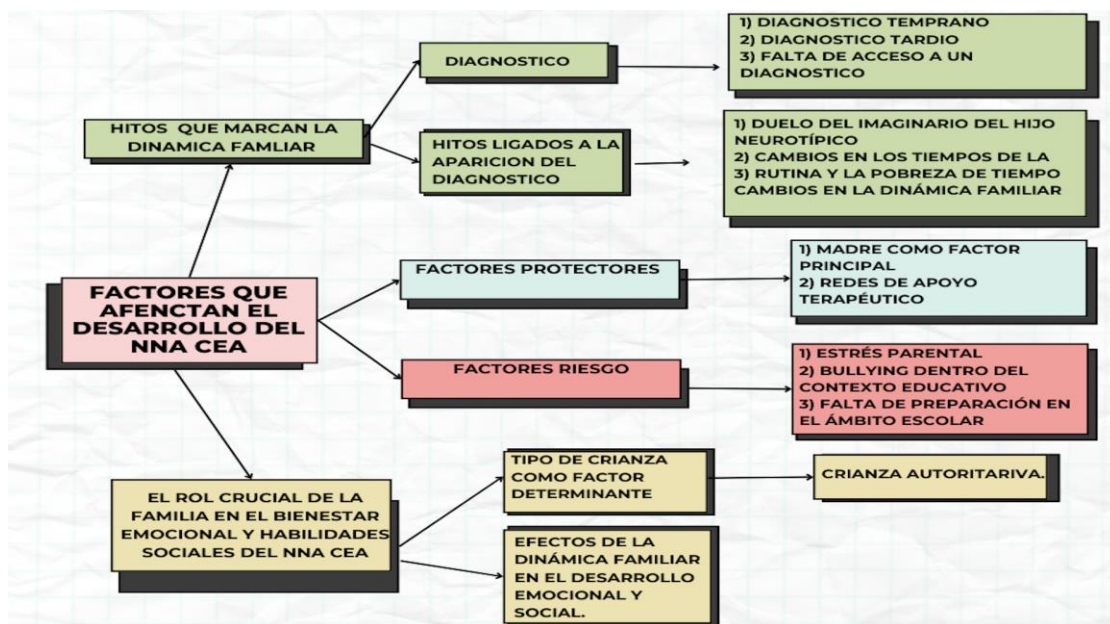 DIAGNOSTICO
1) DIAGNOSTICO TEMPRANO
2) DIAGNOSTICO TARDIO
3) FALTA DE ACCESO A UN
DIAGNOSTICO
HITOS QUE MARCAN LA
DINAMICA FAMLIAR
HITOS LIGADOS A LA
APARICION DEL
DIAGNOSTICO
1) DUELO DEL IMAGINARIO DEL HIJO
NEUROTÍPICO
2) CAMBIOS EN LOS TIEMPOS DE LA
3) RUTINA Y LA POBREZA DE TIEMPO
CAMBIOS EN LA DINÁMICA FAMILIAR
FACTORES QUE
AFENCTAN EL
DESARROLLO DEL
NNA CEA
FACTORES PROTECTORES
1) MADRE COMO FACTOR
PRINCIPAL
2) REDES DE APOYO
TERAPÉUTICO
FACTORES RIESGO
1) ESTRÉS PARENTAL
2) BULLYING DENTRO DEL
CONTEXTO EDUCATIVO
3) FALTA DE PREPARACIÓN EN
EL ÁMBITO ESCOLAR
EL ROL CRUCIAL DE LA
FAMILIA EN EL BIENESTAR
EMOCIONAL Y HABILIDADES
SOCIALES DEL NNA CEA
TIPO DE CRIANZA
COMO FACTOR
DETERMINANTE
CRIANZA AUTORITARIVA.
EFECTOS DE LA
DINÁMICA FAMILIAR
EN EL DESARROLLO
EMOCIONAL Y
SOCIAL.